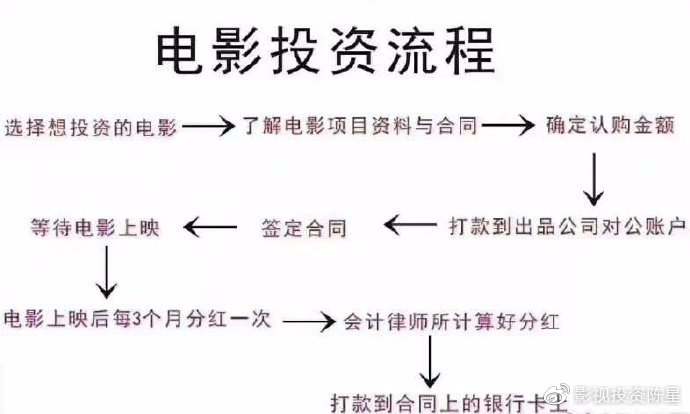 电影投资流程
选择想投资的电影
了解电影项目资料与合同
确定认购金额
打款到出品公司对公账户
签定合同
等待电影上映
电影上映后每3个月分红一次
会计律师所计算好分红
打款到合同上的银行卡上
影视投资陈星